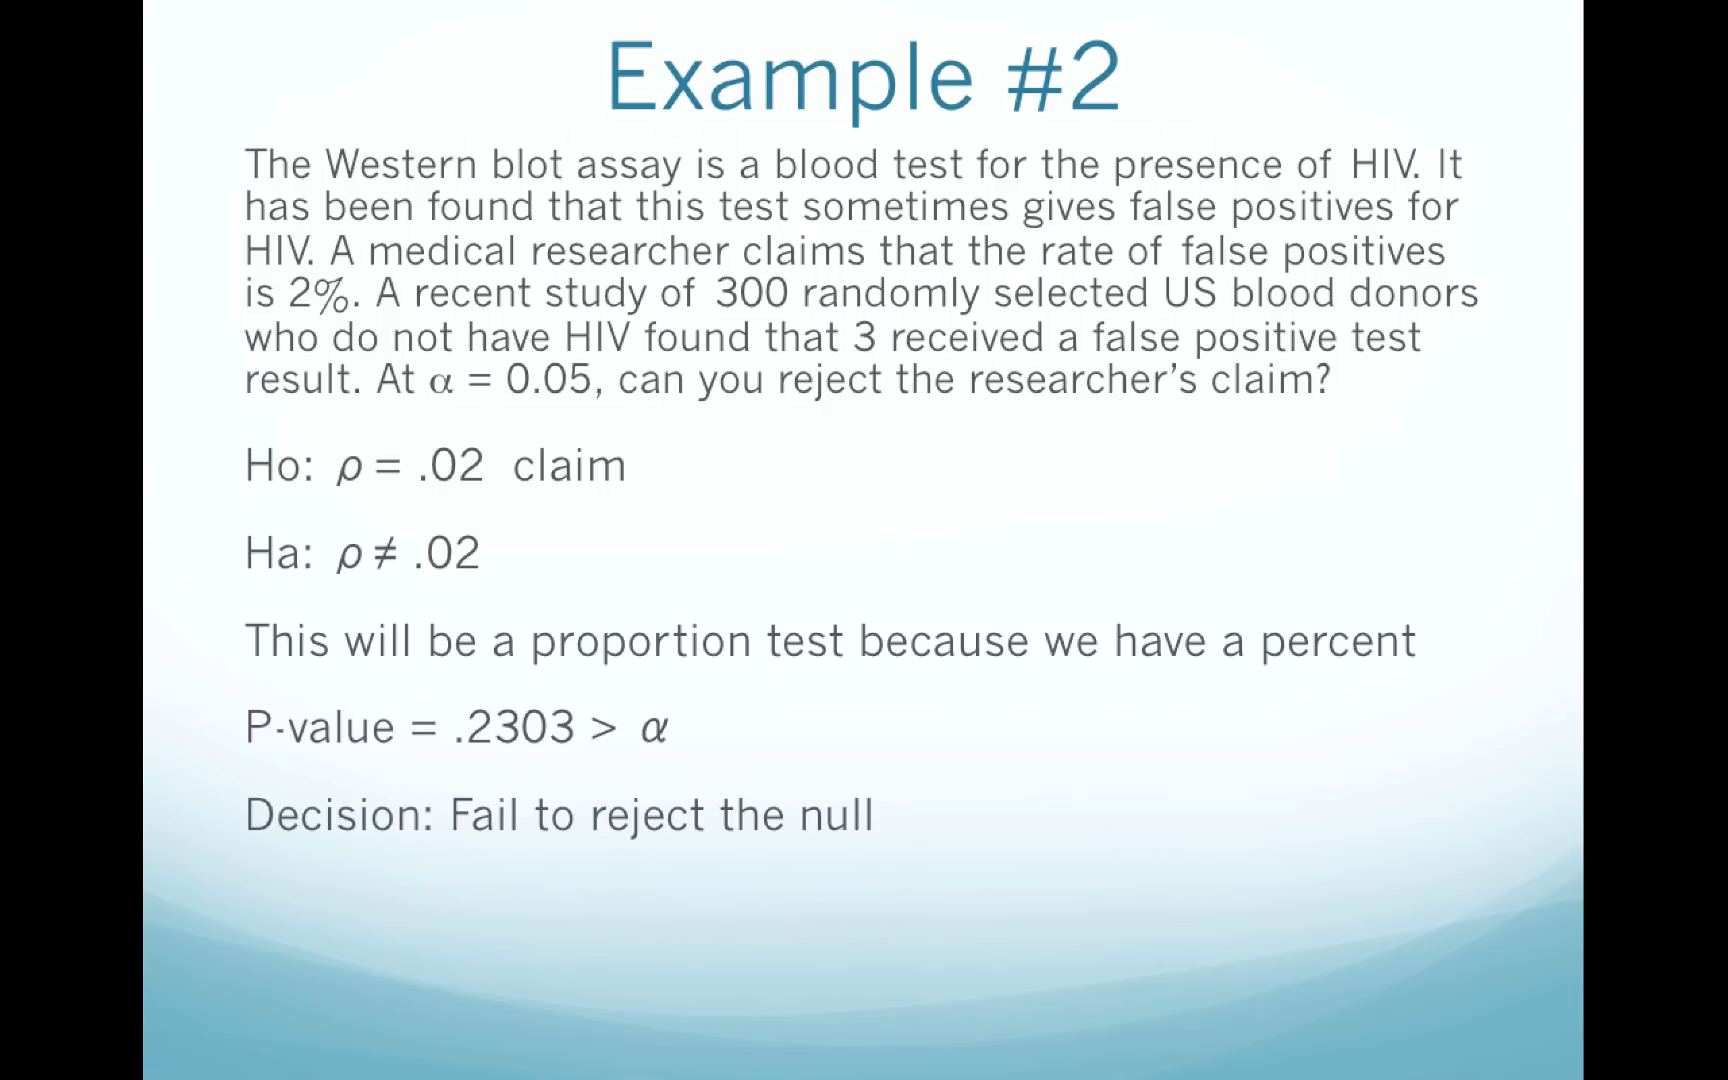 Example #2
The Western blot assay is a blood test for the presence of HIV. It
has been found that this test sometimes gives false positives for
HIV. A medical researcher claims that the rate of false positives
is 2%. A recent study of 300 randomly selected US blood donors
who do not have HIV found that 3 received a false positive test
result. At α = 0.05, can you reject the researcher’s claim?
Ho: ρ = .02 claim
Ha: ρ ≠ .02
This will be a proportion test because we have a percent
P-value = .2303 > α
Decision: Fail to reject the null